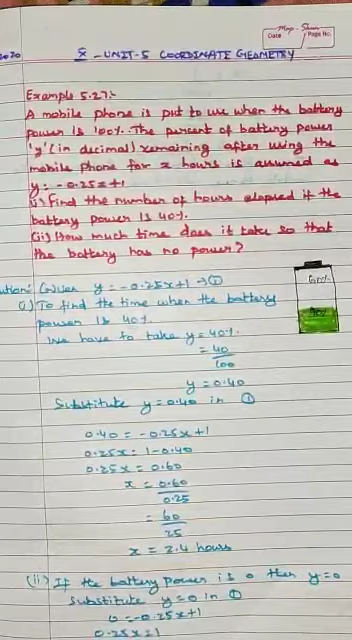 Date
Page No.
2020
X - UNIT-5 COORDINATE GEOMETRY
Example 5.27:-
A mobile phone is put to use when the battery
power is 100%. The percent of battery power
'y' (in decimal) remaining after using the
mobile phone for x hours is assumed as
y = -0.25x+1
(i) Find the number of hours elapsed if the
battery power is 40%.
(ii) How much time does it take so that
the battery has no power?
ution: Given y = -0.25x+1 → ①
(i) To find the time when the battery
power is 40%.
We have to take y = 40%
= 40
100
y = 0.40
Substitute y = 0.40 in ①
0.40 = -0.25x+1
0.25x = 1-0.40
0.25x = 0.60
x = 0.60
0.25
= 60
25
x = 2.4 hours
(ii) If the battery power is 0 then y=0
Substitute y=0 in ①
0 = -0.25x+1
0.25x = 1
60%
40%